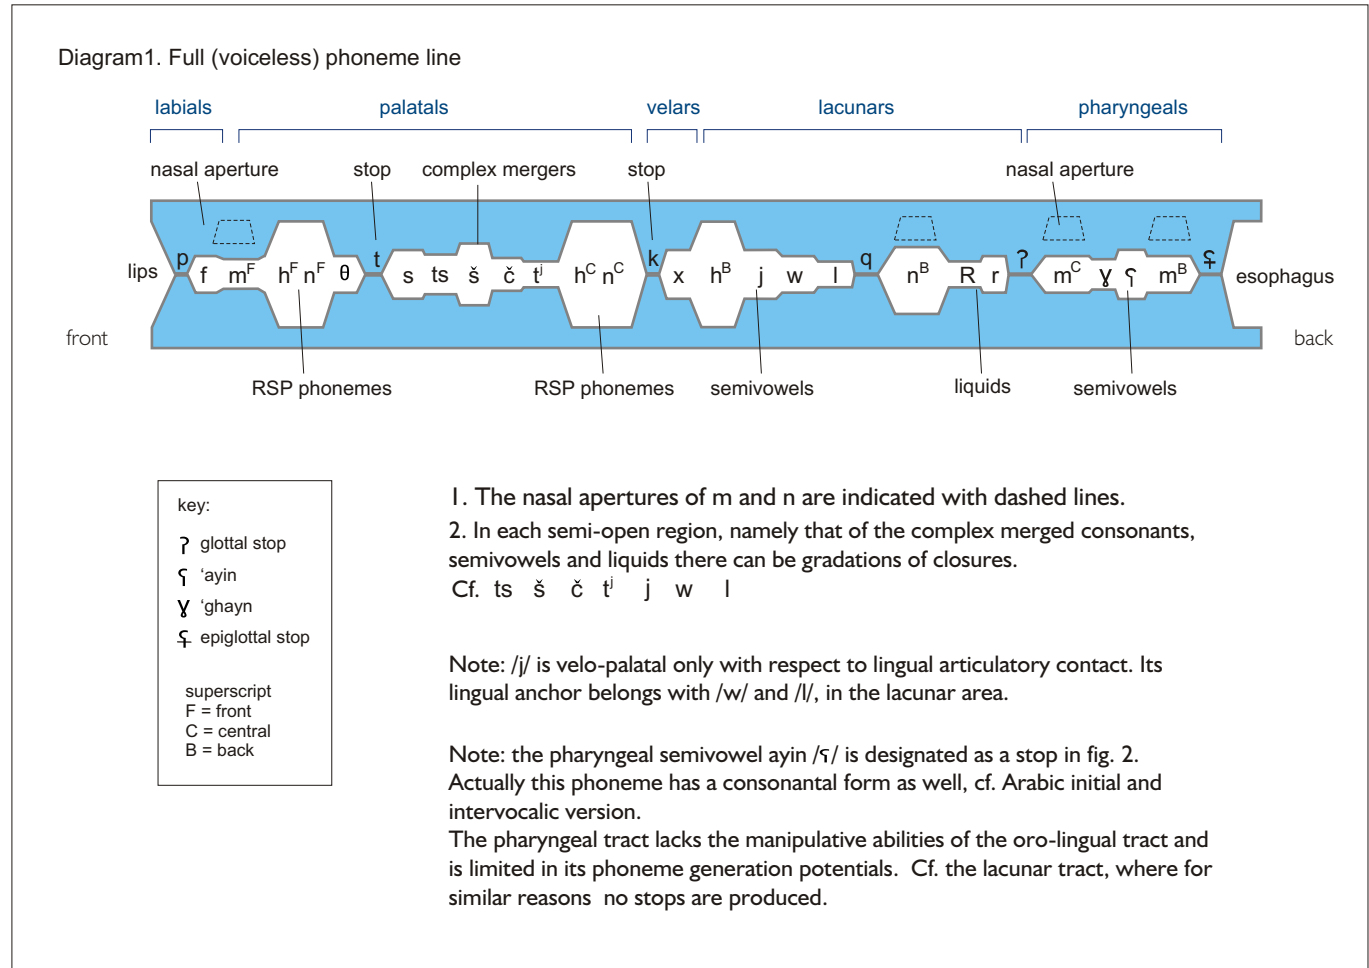 Diagram1. Full (voiceless) phoneme line
labials palatals velars lacunars pharyngeals
nasal aperture stop complex mergers stop nasal aperture
lips p f mF hF nF θ t s ts š č tʲ hC nC k x hB j w l q nB R r ʔ mC ɣ ʕ mB ʢ esophagus
front back
RSP phonemes RSP phonemes semivowels liquids semivowels
key:
ʔ glottal stop
ʕ ‘ayin
ɣ ‘ghayn
ʢ epiglottal stop
superscript
F = front
C = central
B = back
1. The nasal apertures of m and n are indicated with dashed lines.
2. In each semi-open region, namely that of the complex merged consonants,
semivowels and liquids there can be gradations of closures.
Cf. ts š č tʲ j w l
Note: /j/ is velo-palatal only with respect to lingual articulatory contact. Its
lingual anchor belongs with /w/ and /l/, in the lacunar area.
Note: the pharyngeal semivowel ayin /ʕ/ is designated as a stop in fig. 2.
Actually this phoneme has a consonantal form as well, cf. Arabic initial and
intervocalic version.
The pharyngeal tract lacks the manipulative abilities of the oro-lingual tract and
is limited in its phoneme generation potentials. Cf. the lacunar tract, where for
similar reasons no stops are produced.